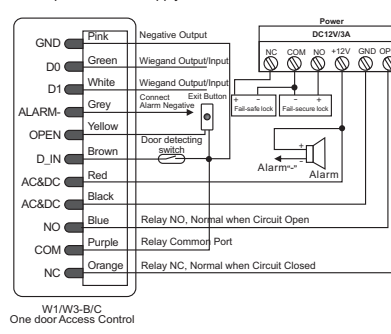 Power
DC12V/3A
NC COM NO +12V GND OP
GND Pink Negative Output
D0 Green Wiegand Output/Input
D1 White Wiegand Output/Input
ALARM- Grey Connect Alarm Negative Exit Button
OPEN Yellow
D_IN Brown Door detecting switch
AC&DC Red
AC&DC Black
NO Blue Relay NO, Normal when Circuit Open
COM Purple Relay Common Port
NC Orange Relay NC, Normal when Circuit Closed
+ - - +
Fail-safe lock Fail-secure lock
+
-
Alarm"-" Alarm
W1/W3-B/C
One door Access Control